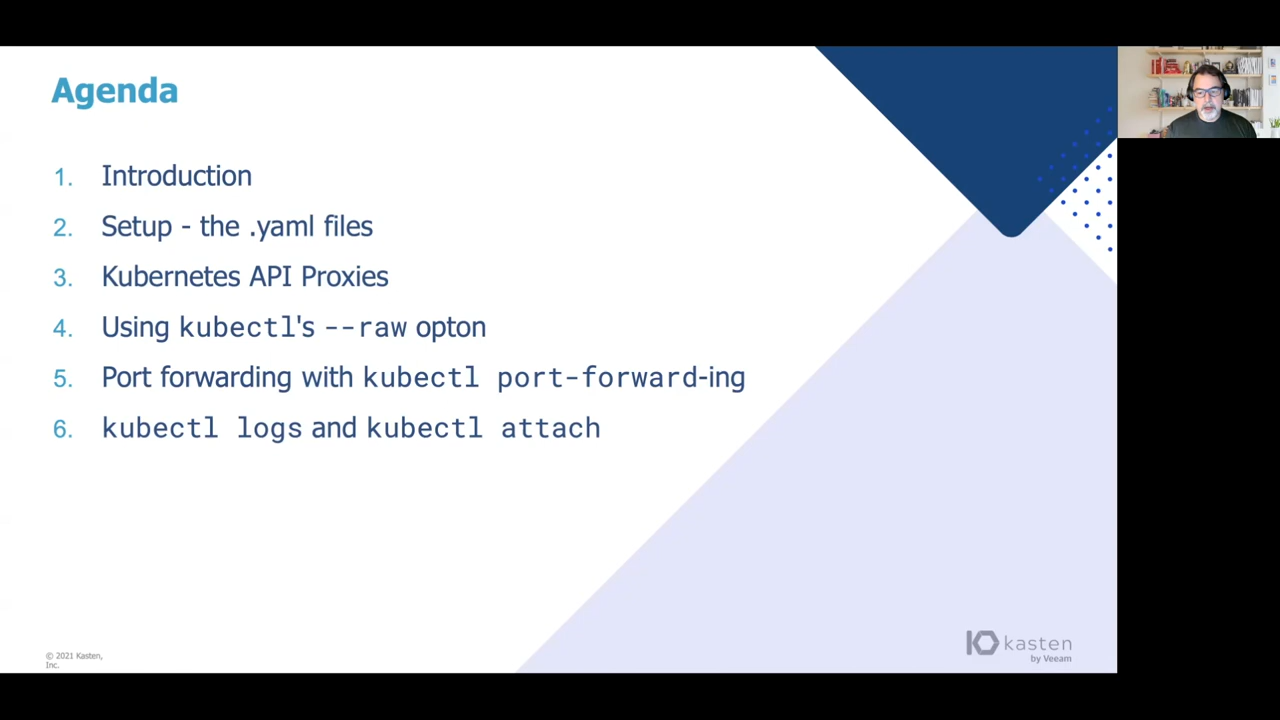 Agenda
1. Introduction
2. Setup - the .yaml files
3. Kubernetes API Proxies
4. Using kubectl's --raw opton
5. Port forwarding with kubectl port-forward-ing
6. kubectl logs and kubectl attach
© 2021 Kasten,
Inc.
kasten
by Veeam